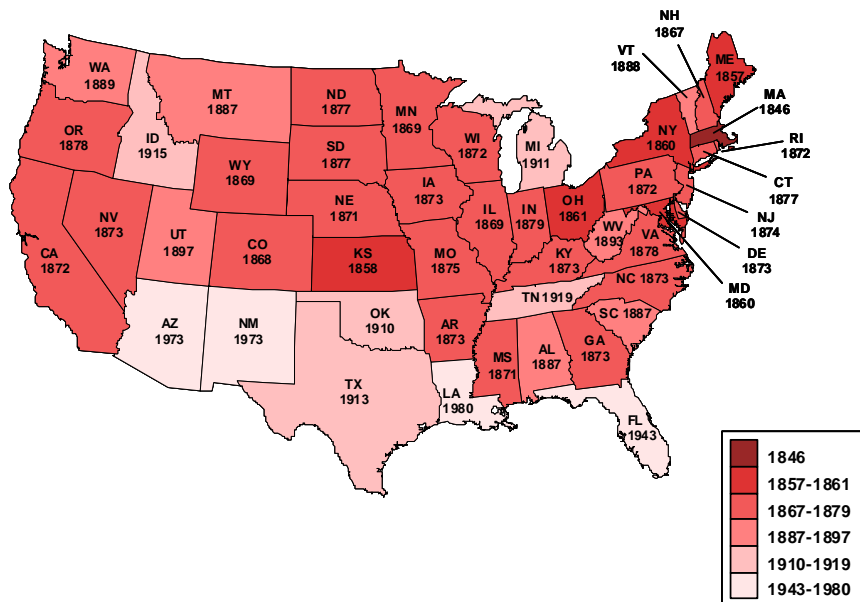 NH
1867
VT
1888
ME
1857
WA
1889
MT
1887
ND
1877
MN
1869
MA
1846
OR
1878
ID
1915
WY
1869
SD
1877
WI
1872
MI
1911
NY
1860
RI
1872
PA
1872
CT
1877
NE
1871
IA
1873
NV
1873
UT
1897
CO
1868
IL
1869
IN
1879
OH
1861
WV
1893
VA
1878
NJ
1874
CA
1872
KS
1858
MO
1875
KY
1873
DE
1873
NC 1873
MD
1860
TN 1919
AZ
1973
NM
1973
OK
1910
AR
1873
SC 1887
MS
1871
AL
1887
GA
1873
TX
1913
LA
1980
FL
1943
1846
1857-1861
1867-1879
1887-1897
1910-1919
1943-1980